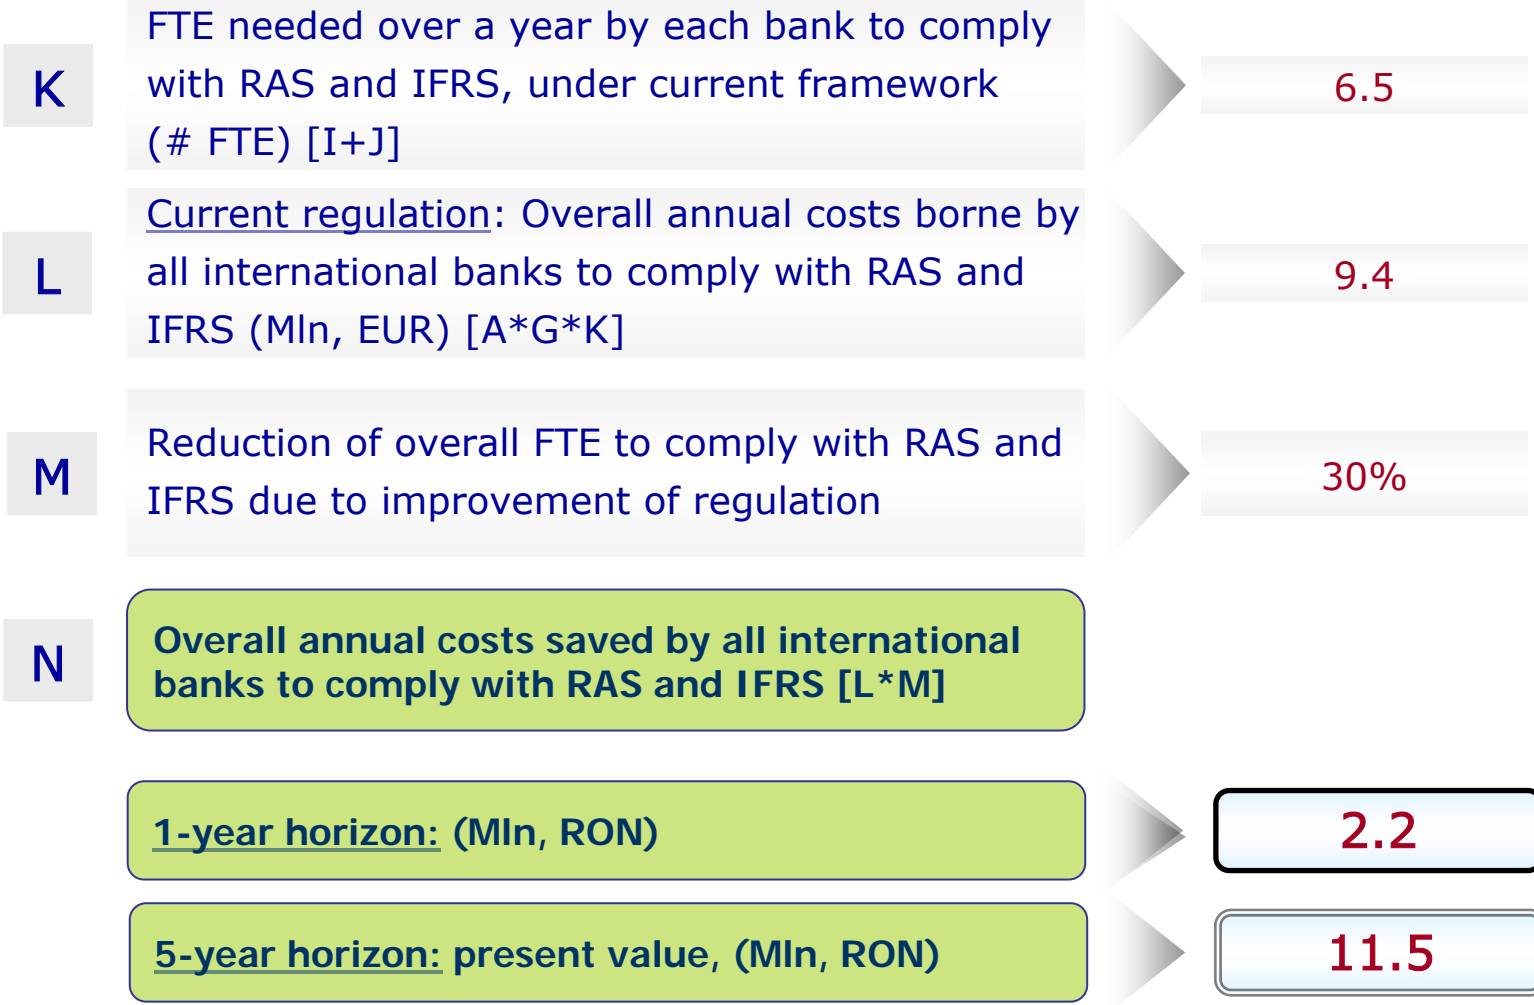 K
FTE needed over a year by each bank to comply
with RAS and IFRS, under current framework
(# FTE) [I+J]
6.5
L
Current regulation: Overall annual costs borne by
all international banks to comply with RAS and
IFRS (Mln, EUR) [A*G*K]
9.4
M
Reduction of overall FTE to comply with RAS and
IFRS due to improvement of regulation
30%
N
Overall annual costs saved by all international
banks to comply with RAS and IFRS [L*M]
1-year horizon: (Mln, RON)
2.2
5-year horizon: present value, (Mln, RON)
11.5